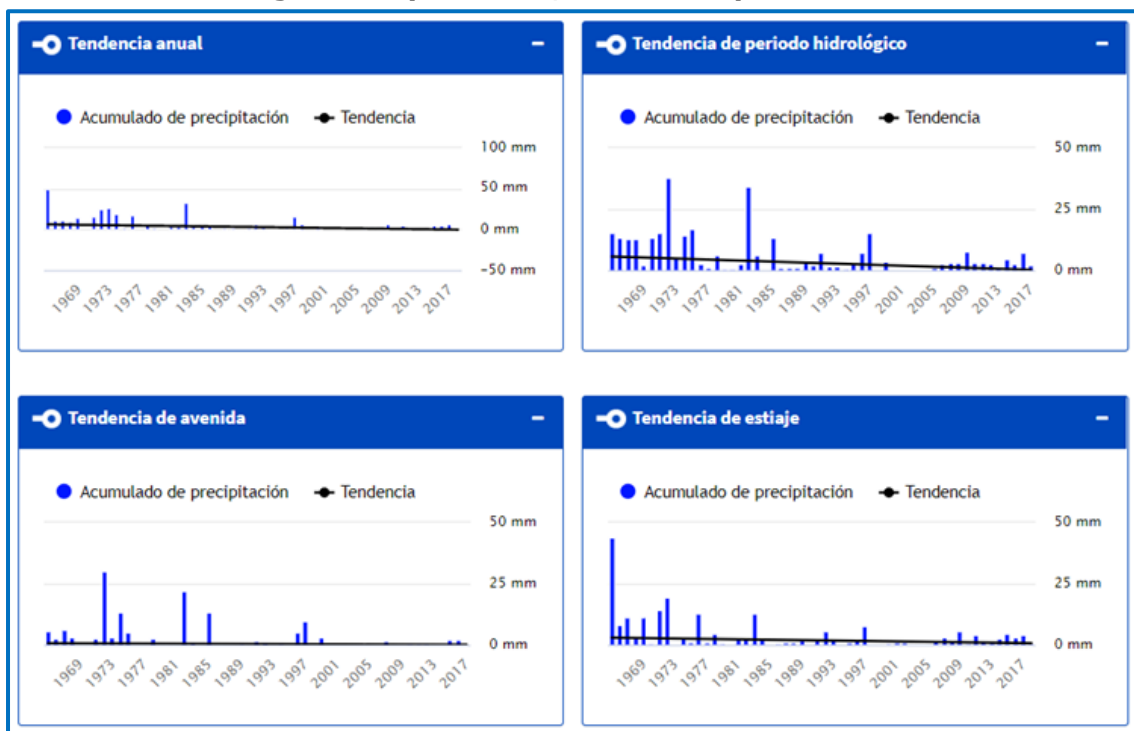 Tendencia anual
Acumulado de precipitación Tendencia
100 mm
50 mm
0 mm
-50 mm
1969 1973 1977 1981 1985 1989 1993 1997 2001 2005 2009 2013 2017
Tendencia de periodo hidrológico
Acumulado de precipitación Tendencia
50 mm
25 mm
0 mm
1969 1973 1977 1981 1985 1989 1993 1997 2001 2005 2009 2013 2017
Tendencia de avenida
Acumulado de precipitación Tendencia
50 mm
25 mm
0 mm
1969 1973 1977 1981 1985 1989 1993 1997 2001 2005 2009 2013 2017
Tendencia de estiaje
Acumulado de precipitación Tendencia
50 mm
25 mm
0 mm
1969 1973 1977 1981 1985 1989 1993 1997 2001 2005 2009 2013 2017